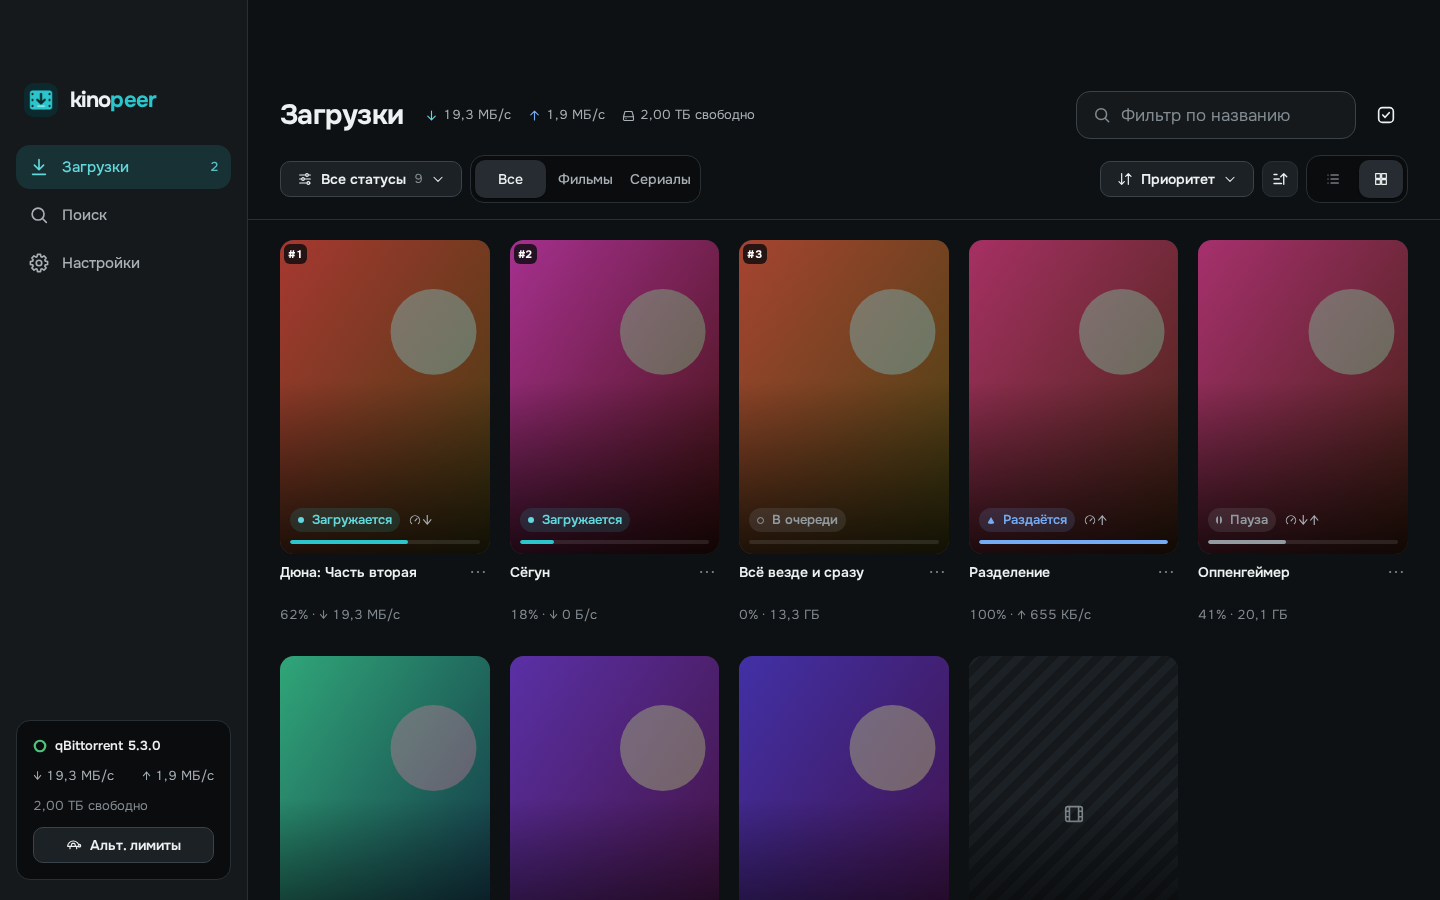 kinopeer
Загрузки 2
Поиск
Настройки
qBittorrent 5.3.0
↓ 19,3 МБ/с ↑ 1,9 МБ/с
2,00 ТБ свободно
Альт. лимиты
Загрузки ↓ 19,3 МБ/с ↑ 1,9 МБ/с 2,00 ТБ свободно
Фильтр по названию
Все статусы 9 Все Фильмы Сериалы Приоритет
#1 #2 #3
Загружается Загружается В очереди Раздаётся Пауза
Дюна: Часть вторая ··· Сёгун ··· Всё везде и сразу ··· Разделение ··· Оппенгеймер ···
62% · ↓ 19,3 МБ/с 18% · ↓ 0 Б/с 0% · 13,3 ГБ 100% · ↑ 655 КБ/с 41% · 20,1 ГБ